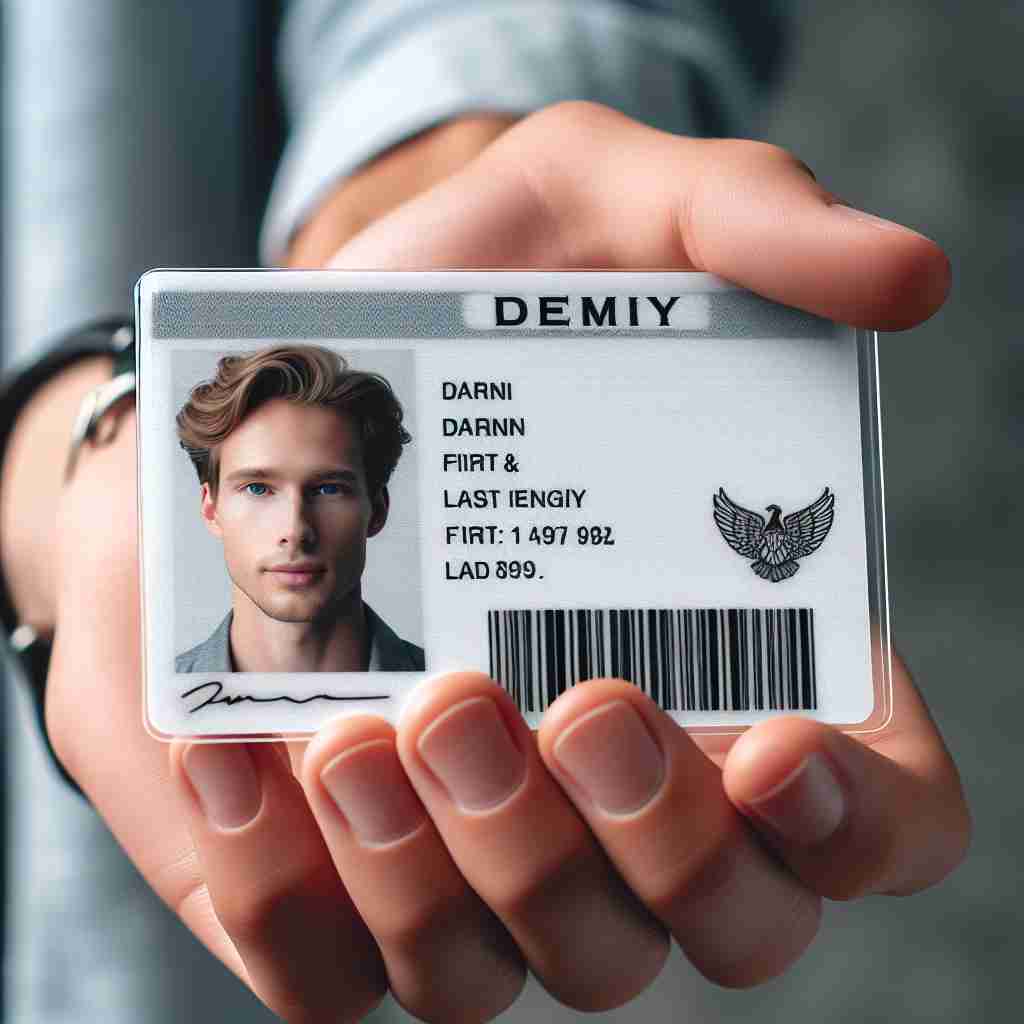 DEMIY
DARNI
DARNN
FIRT &
LAST IENGIY
FIRT: 1 497 982
LAD 899.